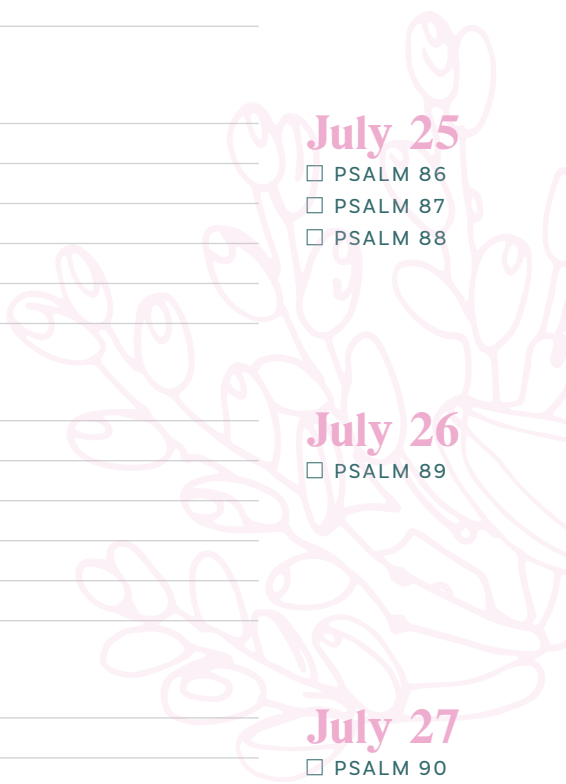 July 25
☐ PSALM 86
☐ PSALM 87
☐ PSALM 88
July 26
☐ PSALM 89
July 27
☐ PSALM 90